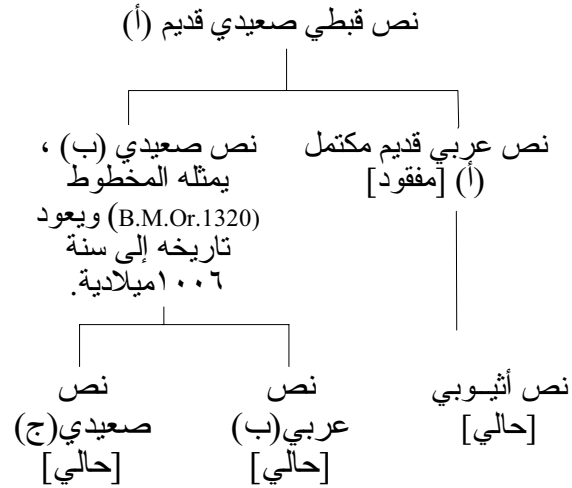 نص قبطي صعيدي قديم (أ)
نص عربي قديم مكتمل
(أ) [مفقود]
نص صعيدي (ب) ،
يمثله المخطوط
(B.M.Or.1320) ويعود
تاريخه إلى سنة
١٠٠٦ميلادية.
نص أثيــوبي
[حالي]
نص
عربي(ب)
[حالي]
نص
صعيدي(ج)
[حالي]